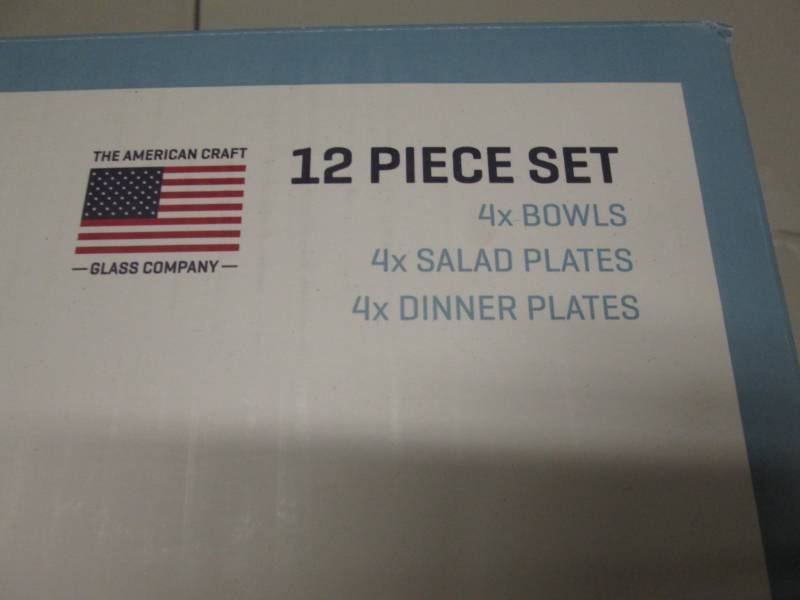 THE AMERICAN CRAFT
— GLASS COMPANY —
12 PIECE SET
4x BOWLS
4x SALAD PLATES
4x DINNER PLATES